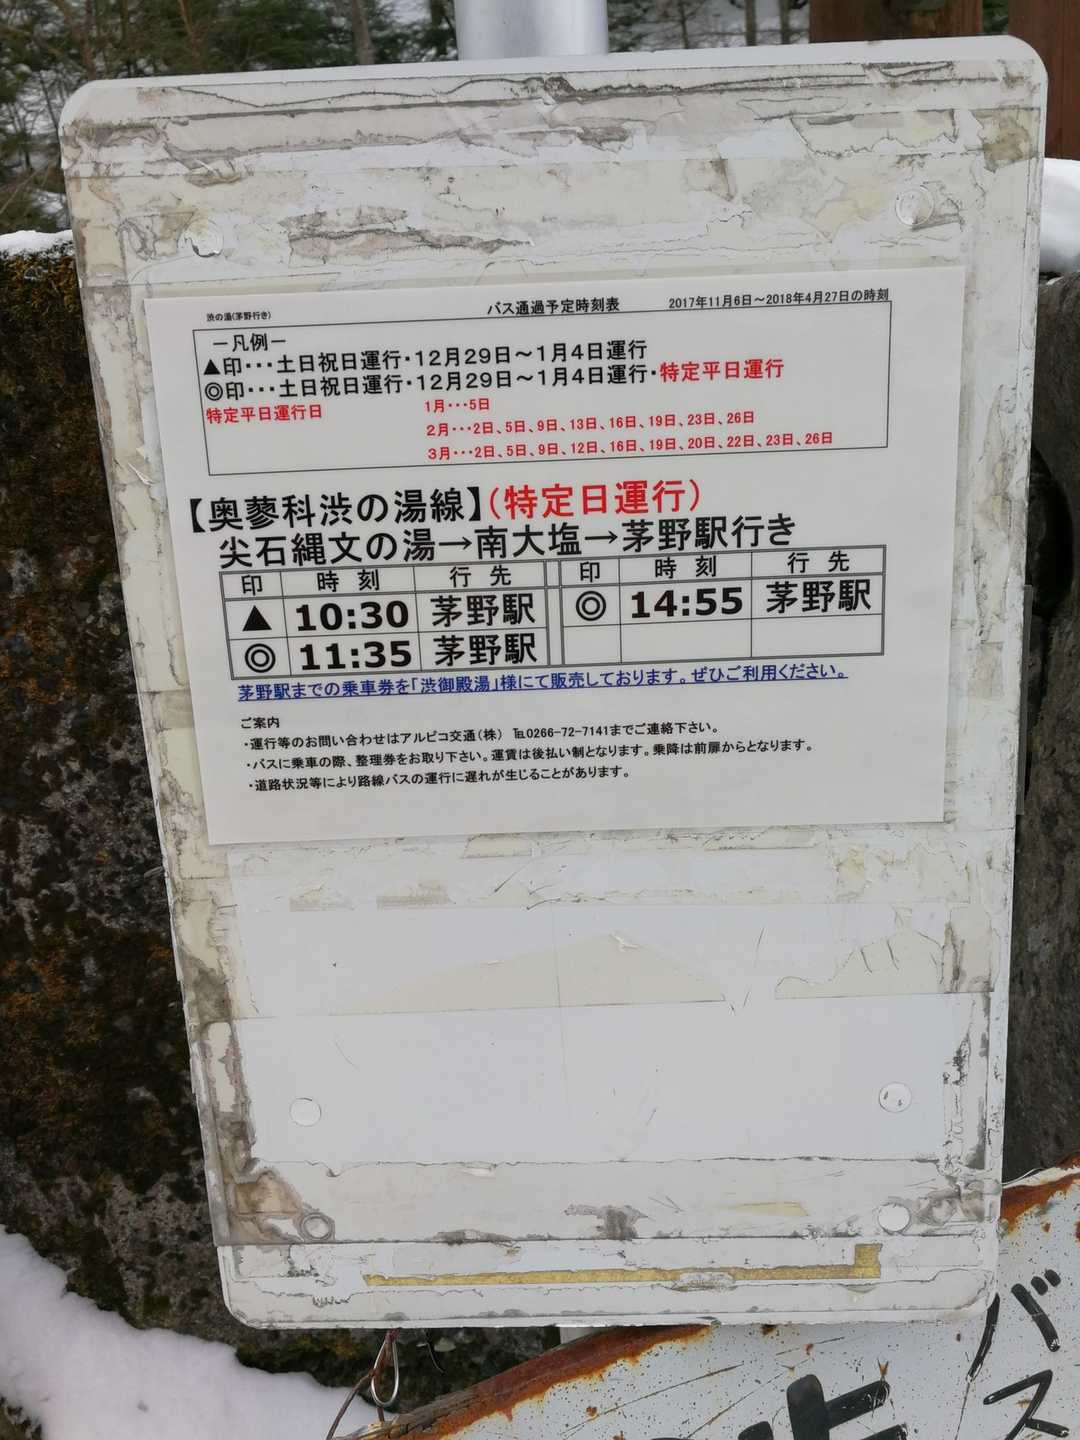 渋の湯(茅野行き)
バス通過予定時刻表
2017年11月6日～2018年4月27日の時刻
－凡例－
▲印･･･土日祝日運行･12月29日～1月4日運行
◎印･･･土日祝日運行･12月29日～1月4日運行･特定平日運行
特定平日運行日 1月･･･5日
2月･･･2日、5日、9日、13日、16日、19日、23日、26日
3月･･･2日、5日、9日、12日、16日、19日、20日、22日、23日、26日
【奥蓼科渋の湯線】(特定日運行)
尖石縄文の湯→南大塩→茅野駅行き
印 時刻 行先 印 時刻 行先
▲ 10:30 茅野駅 ◎ 14:55 茅野駅
◎ 11:35 茅野駅
茅野駅までの乗車券を｢渋御殿湯｣様にて販売しております。ぜひご利用ください。
ご案内
･運行等のお問い合わせはアルピコ交通(株) ℡0266-72-7141までご連絡下さい。
･バスに乗車の際、整理券をお取り下さい。運賃は後払い制となります。乗降は前扉からとなります。
･道路状況等により路線バスの運行に遅れが生じることがあります。
バス